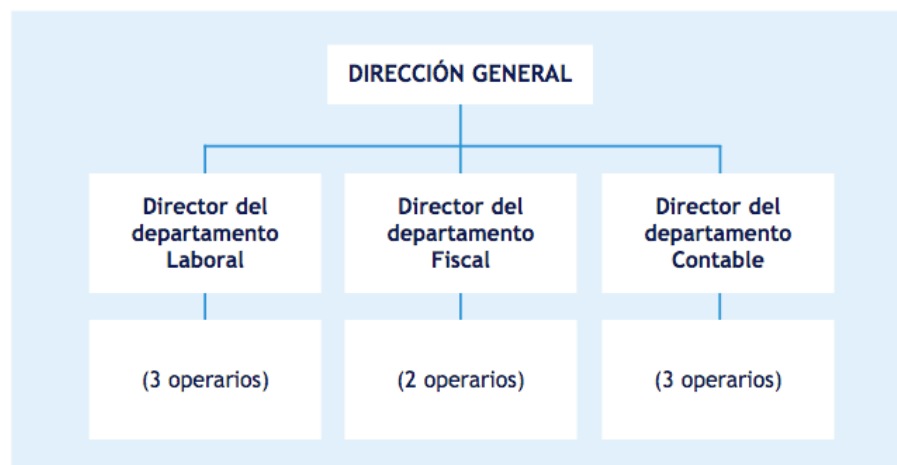 DIRECCIÓN GENERAL
Director del
departamento
Laboral
Director del
departamento
Fiscal
Director del
departamento
Contable
(3 operarios)
(2 operarios)
(3 operarios)